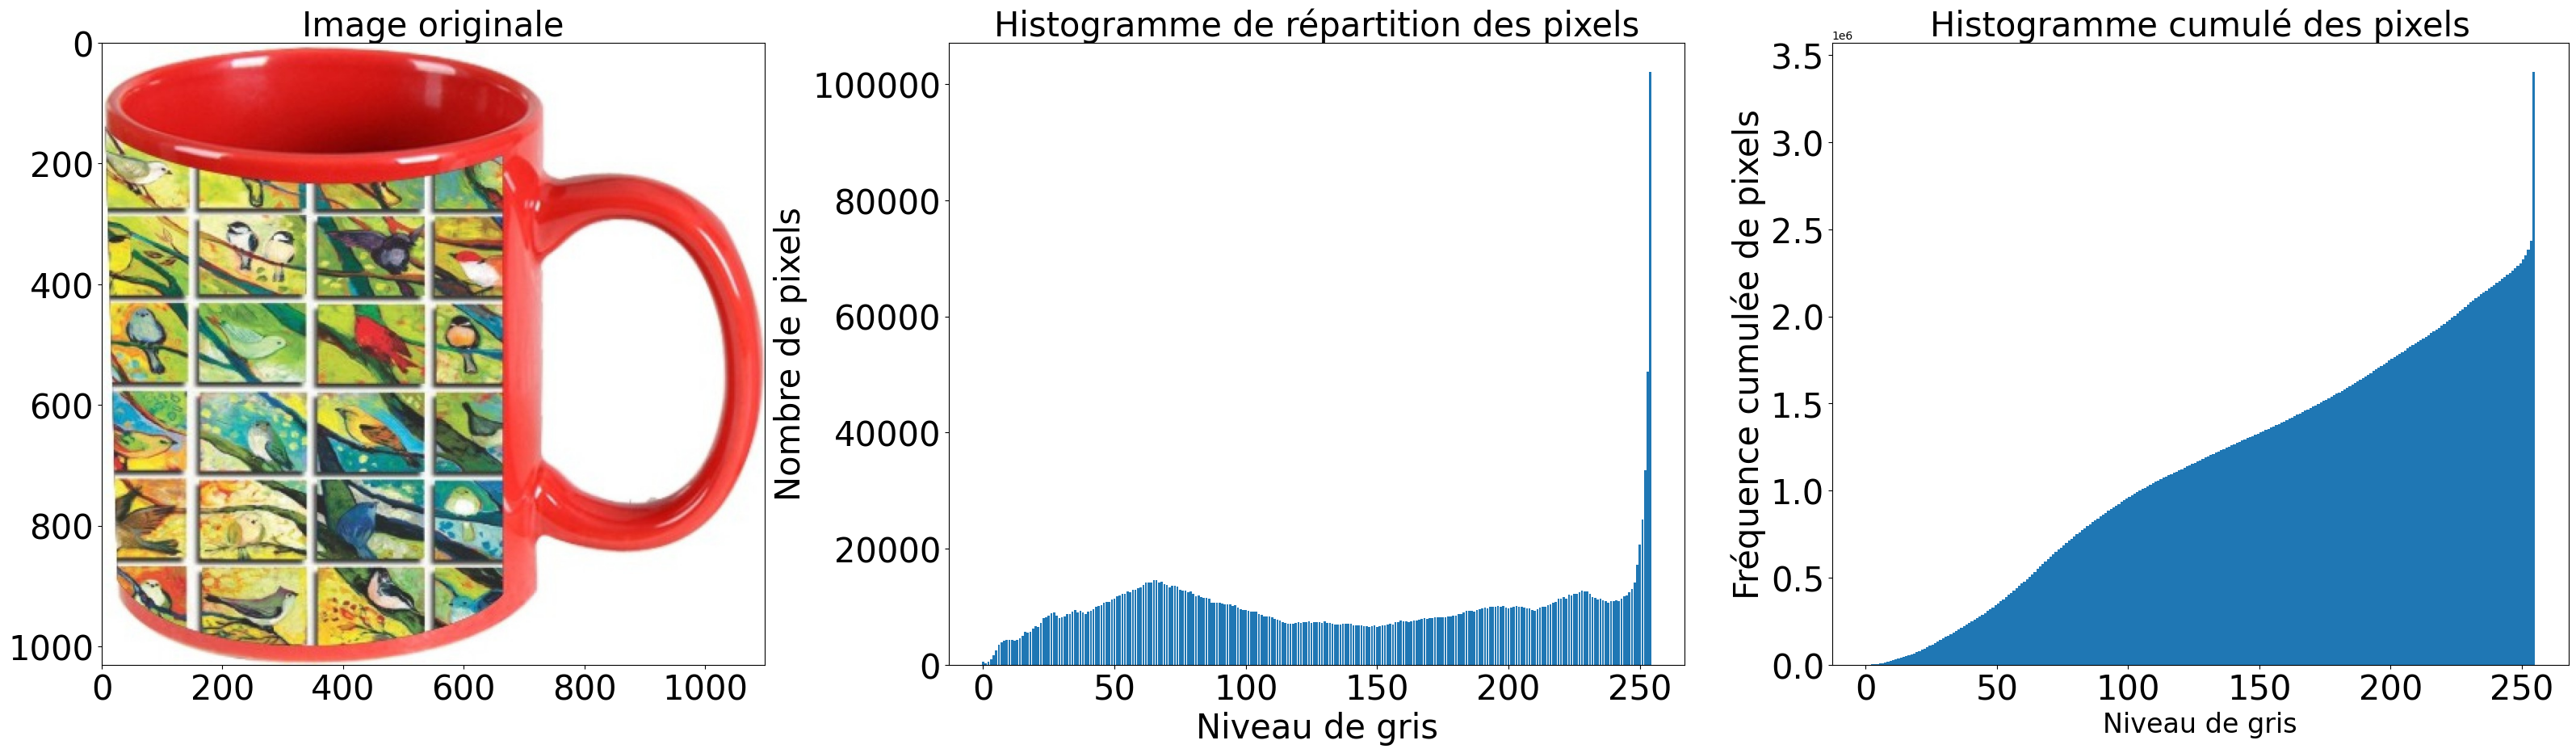 Image originale
0
200
400
600
800
1000
0 200 400 600 800 1000
Histogramme de répartition des pixels
Nombre de pixels
100000
80000
60000
40000
20000
0
0 50 100 150 200 250
Niveau de gris
Histogramme cumulé des pixels
1e6
Fréquence cumulée de pixels
3.5
3.0
2.5
2.0
1.5
1.0
0.5
0.0
0 50 100 150 200 250
Niveau de gris